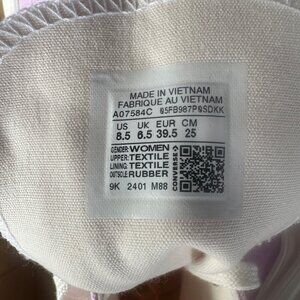 MADE IN VIETNAM
FABRIQUE AU VIETNAM
A07584C 05FB987P0SDKK
US UK EUR CM
8.5 6.5 39.5 25
GENDER: WOMEN
UPPER: TEXTILE
LINING: TEXTILE
OUTSOLE: RUBBER
CONVERSE
9K 2401 M88